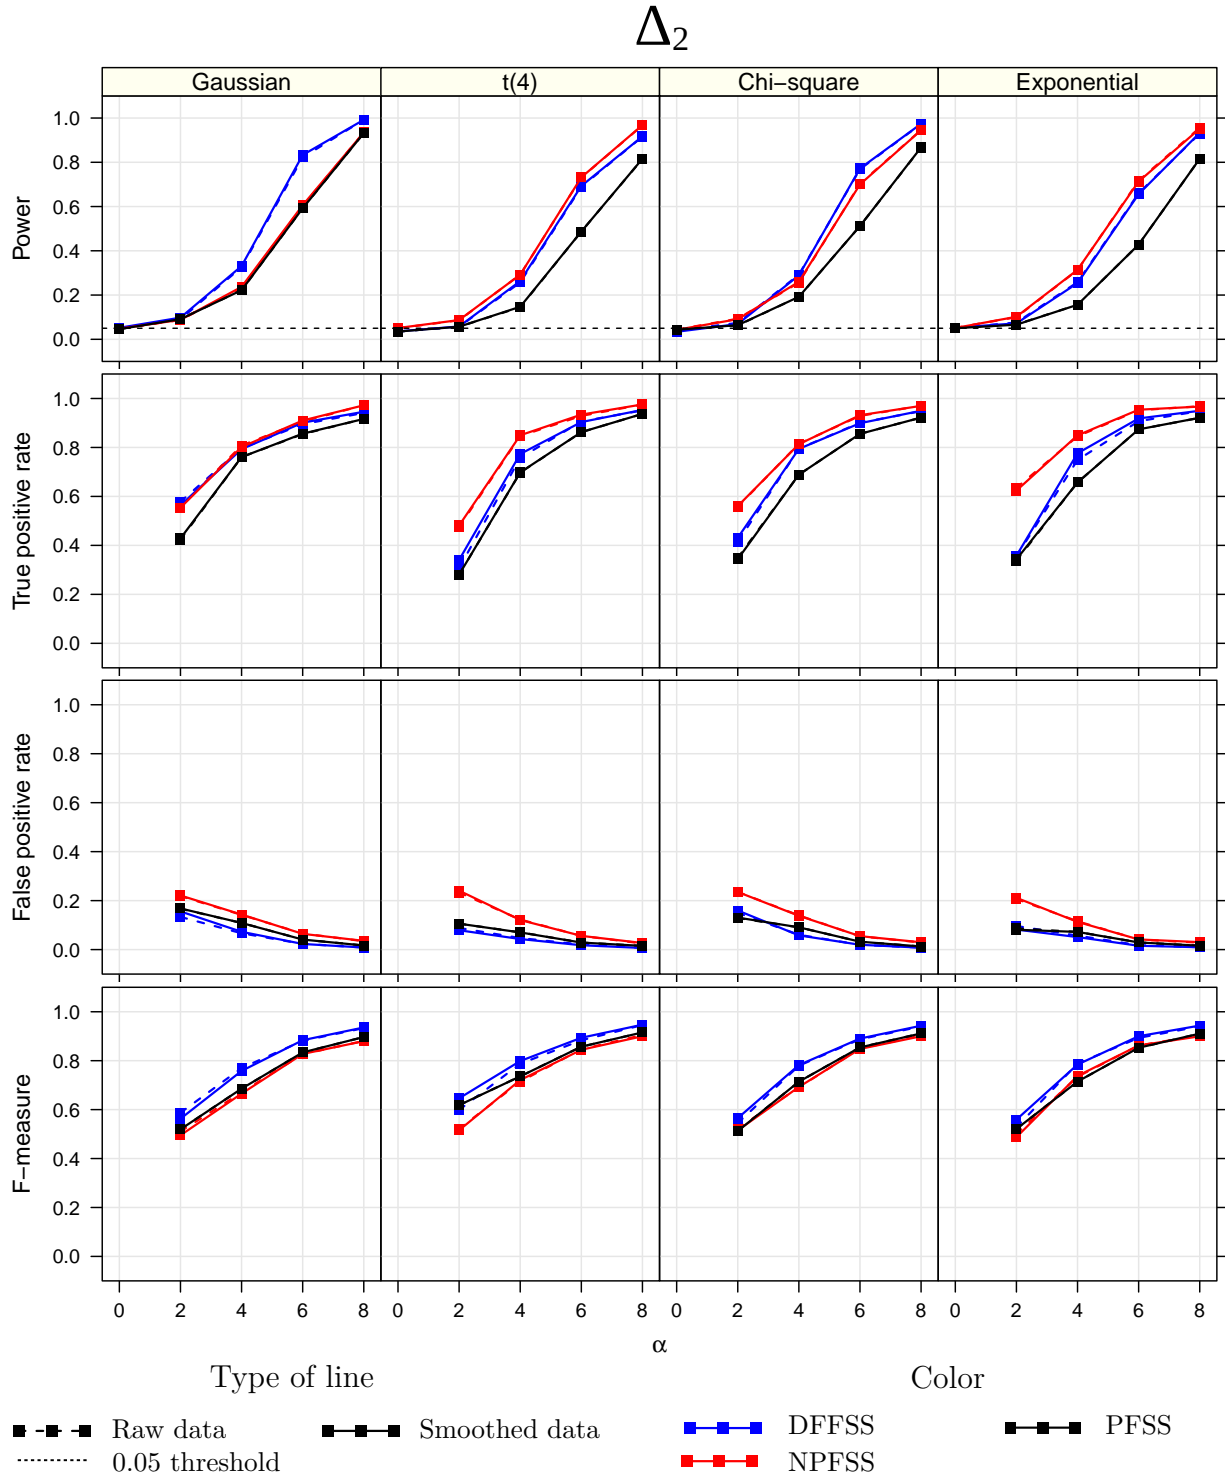 Δ2
Gaussian t(4) Chi−square Exponential
Power
1.0
0.8
0.6
0.4
0.2
0.0
True positive rate
1.0
0.8
0.6
0.4
0.2
0.0
False positive rate
1.0
0.8
0.6
0.4
0.2
0.0
F−measure
1.0
0.8
0.6
0.4
0.2
0.0
0 2 4 6 8 0 2 4 6 8 0 2 4 6 8 0 2 4 6 8
α
Type of line Color
Raw data Smoothed data DFFSS PFSS
0.05 threshold NPFSS